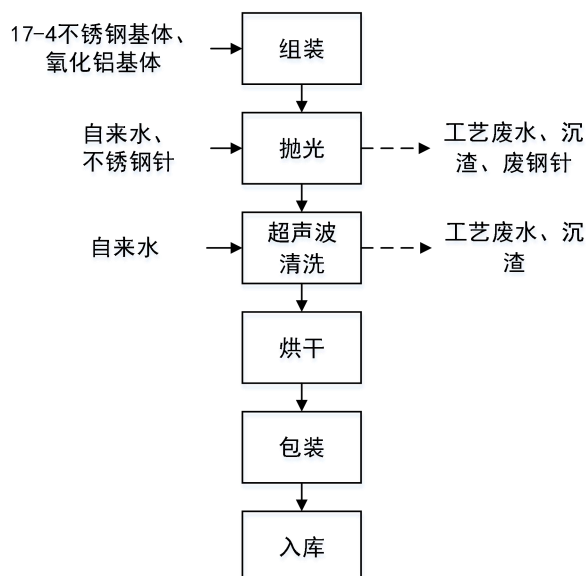 17-4不锈钢基体、
氧化铝基体
组装
自来水、
不锈钢针
抛光
工艺废水、沉
渣、废钢针
自来水
超声波
清洗
工艺废水、沉
渣
烘干
包装
入库